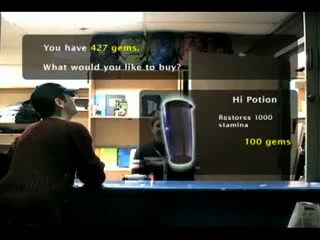 You have 427 gems.
What would you like to buy?
Hi Potion
Restores 1000
stamina
100 gems